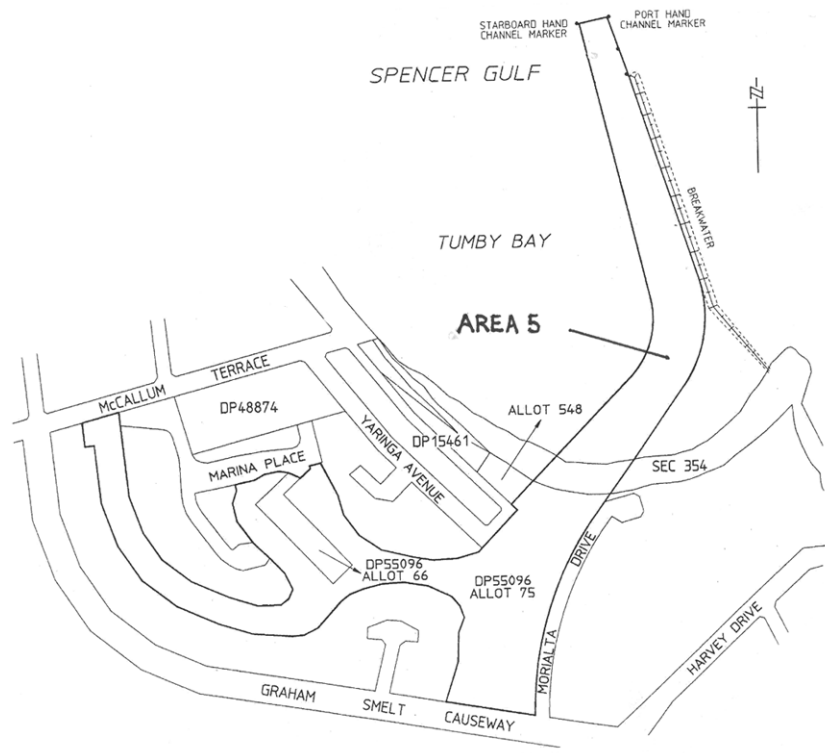 STARBOARD HAND
CHANNEL MARKER
PORT HAND
CHANNEL MARKER
SPENCER GULF
N
BREAKWATER
TUMBY BAY
AREA 5
McCALLUM TERRACE
DP48874
ALLOT 548
DP15461
YARINGA AVENUE
MARINA PLACE
SEC 354
DP55096
ALLOT 66
DP55096
ALLOT 75
MORIALTA DRIVE
HARVEY DRIVE
GRAHAM SMELT CAUSEWAY